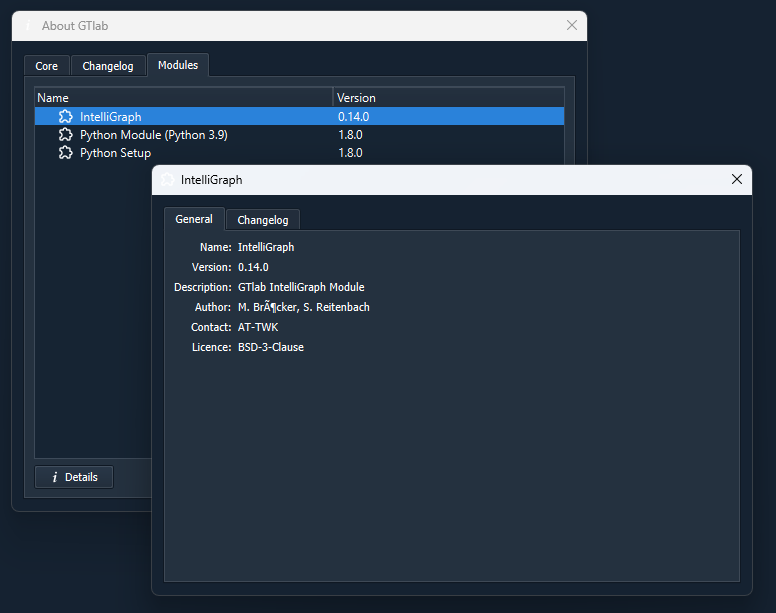 About GTlab
Core Changelog Modules
Name Version
IntelliGraph 0.14.0
Python Module (Python 3.9) 1.8.0
Python Setup 1.8.0
Details
IntelliGraph
General Changelog
Name: IntelliGraph
Version: 0.14.0
Description: GTlab IntelliGraph Module
Author: M. BrÃ¶cker, S. Reitenbach
Contact: AT-TWK
Licence: BSD-3-Clause